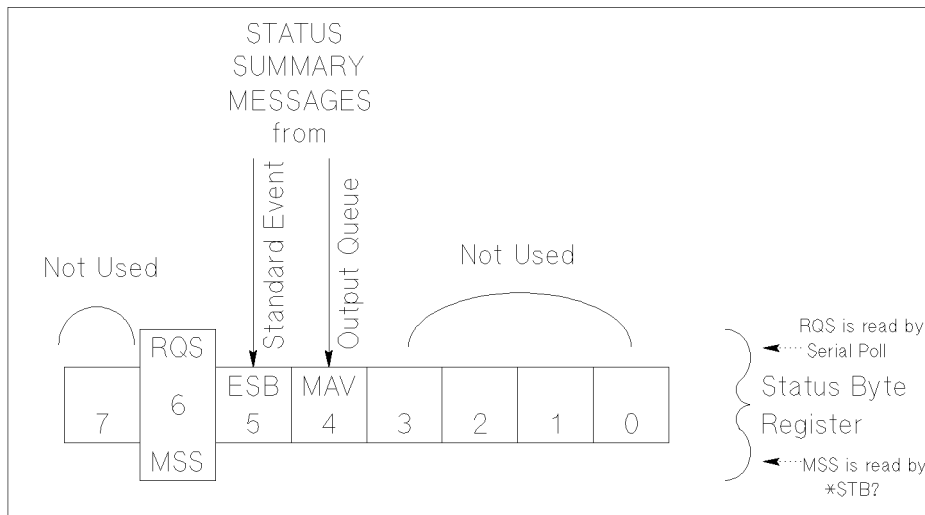 STATUS
SUMMARY
MESSAGES
from
Standard Event
Output Queue
Not Used
Not Used
RQS
ESB
MAV
7
6
5
4
3
2
1
0
MSS
RQS is read by
Serial Poll
Status Byte
Register
MSS is read by
*STB?